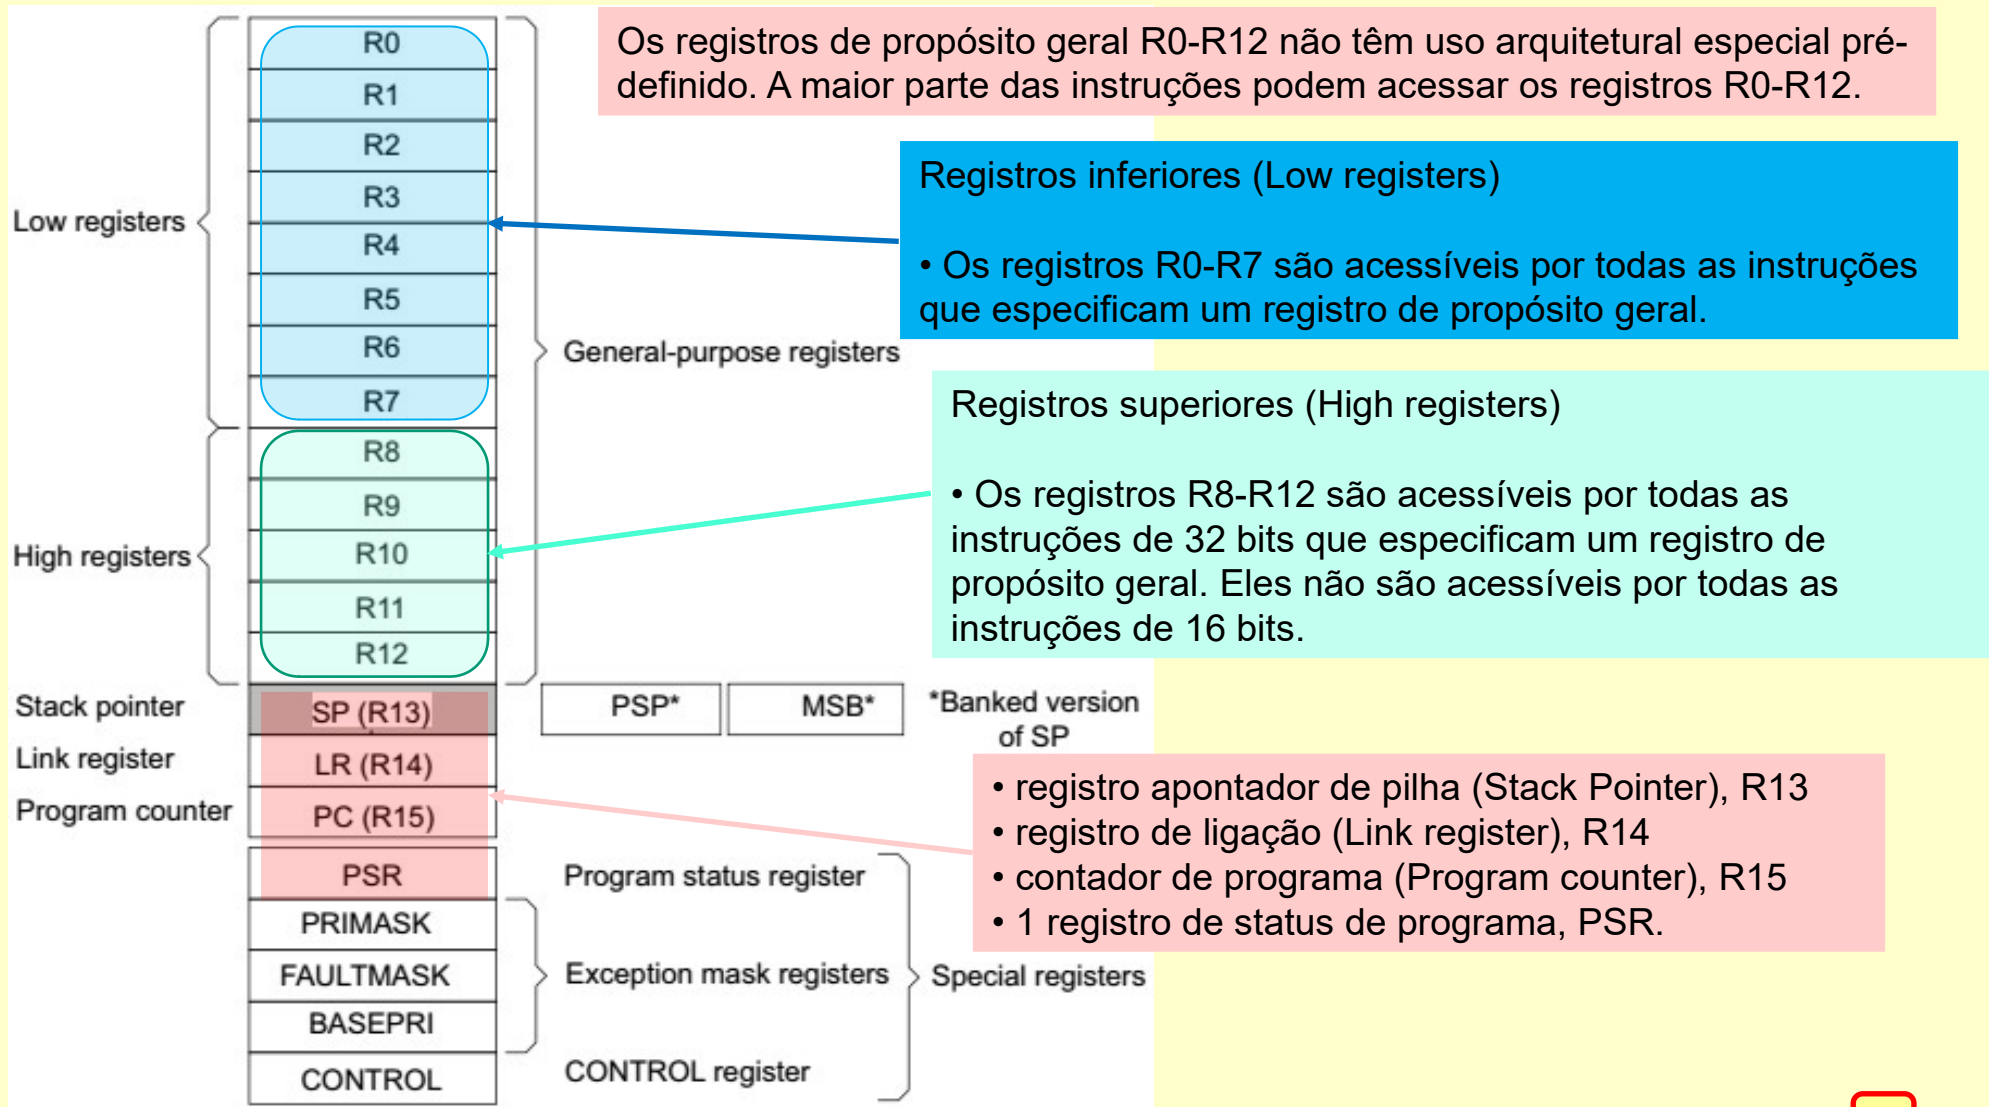 Os registros de propósito geral R0-R12 não têm uso arquitetural especial pré-
definido. A maior parte das instruções podem acessar os registros R0-R12.
Registros inferiores (Low registers)
• Os registros R0-R7 são acessíveis por todas as instruções
que especificam um registro de propósito geral.
Registros superiores (High registers)
• Os registros R8-R12 são acessíveis por todas as
instruções de 32 bits que especificam um registro de
propósito geral. Eles não são acessíveis por todas as
instruções de 16 bits.
• registro apontador de pilha (Stack Pointer), R13
• registro de ligação (Link register), R14
• contador de programa (Program counter), R15
• 1 registro de status de programa, PSR.
Low registers
R0
R1
R2
R3
R4
R5
R6
R7
General-purpose registers
High registers
R8
R9
R10
R11
R12
Stack pointer
SP (R13)
PSP*
MSB*
*Banked version
of SP
Link register
LR (R14)
Program counter
PC (R15)
PSR
Program status register
PRIMASK
FAULTMASK
BASEPRI
Exception mask registers
Special registers
CONTROL
CONTROL register